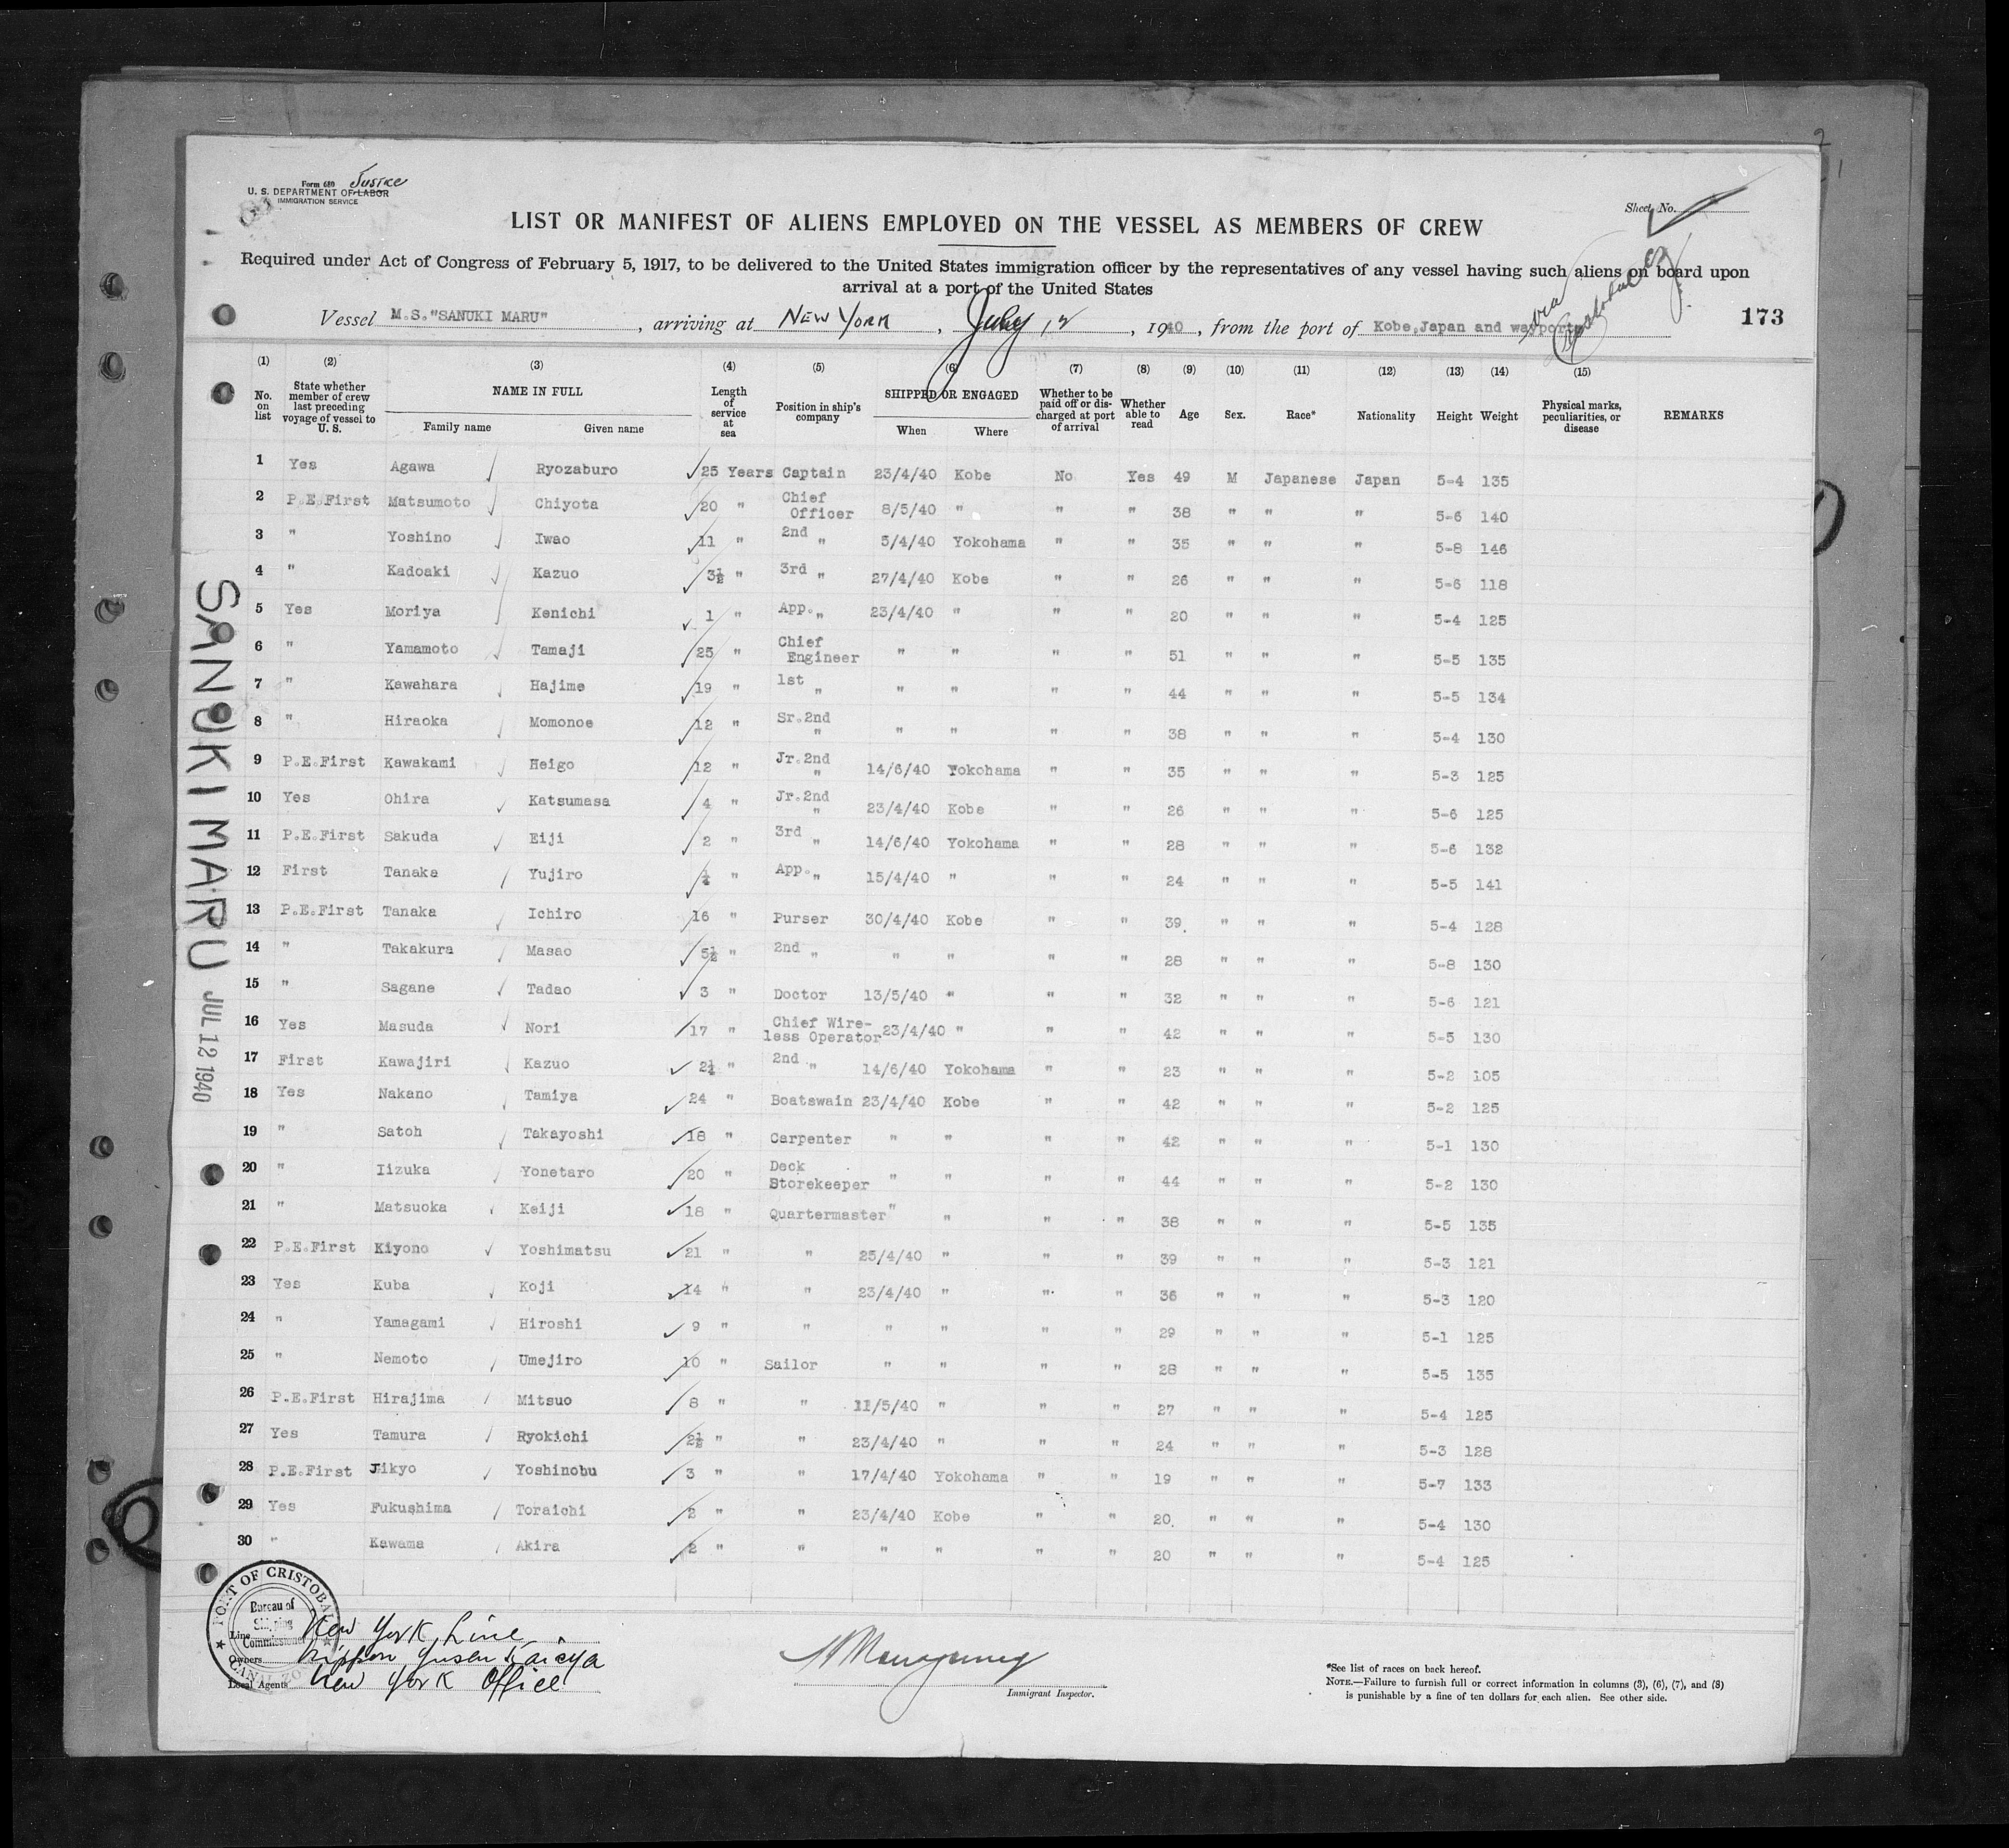 Form 680
Justice
U. S. DEPARTMENT OF LABOR
IMMIGRATION SERVICE
Sheet No.
LIST OR MANIFEST OF ALIENS EMPLOYED ON THE VESSEL AS MEMBERS OF CREW
Required under Act of Congress of February 5, 1917, to be delivered to the United States immigration officer by the representatives of any vessel having such aliens on board upon
arrival at a port of the United States
Vessel M.S."SANUKI MARU", arriving at NEW YORK, July 12, 1940, from the port of Kobe,Japan and wayports
via Cristobal CZ
173
(1) (2) (3) (4) (5) (6) (7) (8) (9) (10) (11) (12) (13) (14) (15)
No. on list State whether member of crew last preceding voyage of vessel to U. S. NAME IN FULL Family name Given name Length of service at sea Position in ship's company SHIPPED OR ENGAGED When Where Whether to be paid off or discharged at port of arrival Whether able to read Age Sex. Race* Nationality Height Weight Physical marks, peculiarities, or disease REMARKS
1 Yes Agawa Ryozaburo 25 Years Captain 23/4/40 Kobe No Yes 49 M Japanese Japan 5-4 135
2 P.E.First Matsumoto Chiyota 20 " Chief Officer 8/5/40 " " " 38 " " " 5-6 140
3 " Yoshino Iwao 11 " 2nd " 5/4/40 Yokohama " " 35 " " " 5-8 146
4 " Kadoaki Kazuo 3½ " 3rd " 27/4/40 Kobe " " 26 " " " 5-6 118
5 Yes Moriya Kenichi 1 " App. " 23/4/40 " " " 20 " " " 5-4 125
6 " Yamamoto Tamaji 25 " Chief Engineer " " " " 51 " " " 5-5 135
7 " Kawahara Hajime 19 " 1st " " " " " 44 " " " 5-5 134
8 " Hiraoka Momonoe 12 " Sr.2nd " " " " " 38 " " " 5-4 130
9 P.E.First Kawakami Heigo 12 " Jr.2nd " 14/6/40 Yokohama " " 35 " " " 5-3 125
10 Yes Ohira Katsumasa 4 " Jr.2nd " 23/4/40 Kobe " " 26 " " " 5-6 125
11 P.E.First Sakuda Eiji 2 " 3rd " 14/6/40 Yokohama " " 28 " " " 5-6 132
12 First Tanaka Yujiro ¼ " App. " 15/4/40 " " " 24 " " " 5-5 141
13 P.E.First Tanaka Ichiro 16 " Purser 30/4/40 Kobe " " 39. " " " 5-4 128
14 " Takakura Masao 5½ " 2nd " " " " " 28 " " " 5-8 130
15 " Sagane Tadao 3 " Doctor 13/5/40 " " " 32 " " " 5-6 121
16 Yes Masuda Nori 17 " Chief Wire-less Operator 23/4/40 " " " 42 " " " 5-5 130
17 First Kawajiri Kazuo 2¼ " 2nd " 14/6/40 Yokohama " " 23 " " " 5-2 105
18 Yes Nakano Tamiya 24 " Boatswain 23/4/40 Kobe " " 42 " " " 5-2 125
19 " Satoh Takayoshi 18 " Carpenter " " " " 42 " " " 5-1 130
20 " Iizuka Yonetaro 20 " Deck Storekeeper " " " " 44 " " " 5-2 130
21 " Matsuoka Keiji 18 " Quartermaster " " " " 38 " " " 5-5 135
22 P.E.First Kiyono Yoshimatsu 21 " " 25/4/40 " " " 39 " " " 5-3 121
23 Yes Kuba Koji 14 " " 23/4/40 " " " 36 " " " 5-3 120
24 " Yamagami Hiroshi 9 " " " " " " 29 " " " 5-1 125
25 " Nemoto Umejiro 10 " Sailor " " " " 28 " " " 5-5 135
26 P.E.First Hirajima Mitsuo 8 " " 11/5/40 " " " 27 " " " 5-4 125
27 Yes Tamura Ryokichi 2½ " " 23/4/40 " " " 24 " " " 5-3 128
28 P.E.First Jikyo Yoshinobu 3 " " 17/4/40 Yokohama " " 19 " " " 5-7 133
29 Yes Fukushima Toraichi 2 " " 23/4/40 Kobe " " 20. " " " 5-4 130
30 " Kawama Akira 2 " " " " " " 20 " " " 5-4 125
SANUKI MARU JUL 12 1940
PORT OF CRISTOBAL
Bureau of
Shipping
Commissioner
CANAL ZO
Line New York Line
Owners Nippon Yusen Kaisya
Local Agents New York Office
Immigrant Inspector.
*See list of races on back hereof.
NOTE.—Failure to furnish full or correct information in columns (3), (6), (7), and (8)
is punishable by a fine of ten dollars for each alien. See other side.